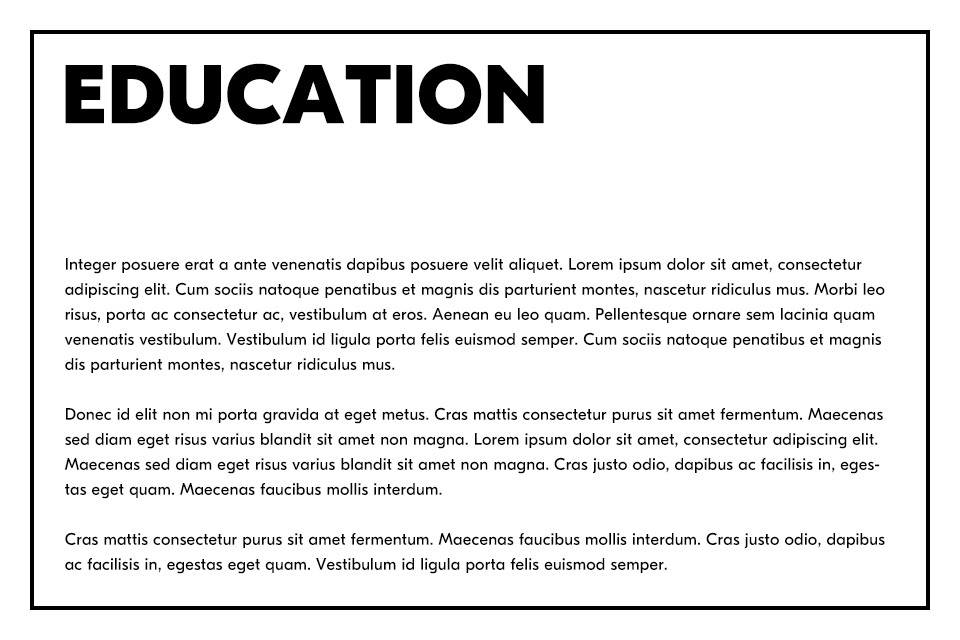 EDUCATION
Integer posuere erat a ante venenatis dapibus posuere velit aliquet. Lorem ipsum dolor sit amet, consectetur
adipiscing elit. Cum sociis natoque penatibus et magnis dis parturient montes, nascetur ridiculus mus. Morbi leo
risus, porta ac consectetur ac, vestibulum at eros. Aenean eu leo quam. Pellentesque ornare sem lacinia quam
venenatis vestibulum. Vestibulum id ligula porta felis euismod semper. Cum sociis natoque penatibus et magnis
dis parturient montes, nascetur ridiculus mus.
Donec id elit non mi porta gravida at eget metus. Cras mattis consectetur purus sit amet fermentum. Maecenas
sed diam eget risus varius blandit sit amet non magna. Lorem ipsum dolor sit amet, consectetur adipiscing elit.
Maecenas sed diam eget risus varius blandit sit amet non magna. Cras justo odio, dapibus ac facilisis in, eges-
tas eget quam. Maecenas faucibus mollis interdum.
Cras mattis consectetur purus sit amet fermentum. Maecenas faucibus mollis interdum. Cras justo odio, dapibus
ac facilisis in, egestas eget quam. Vestibulum id ligula porta felis euismod semper.